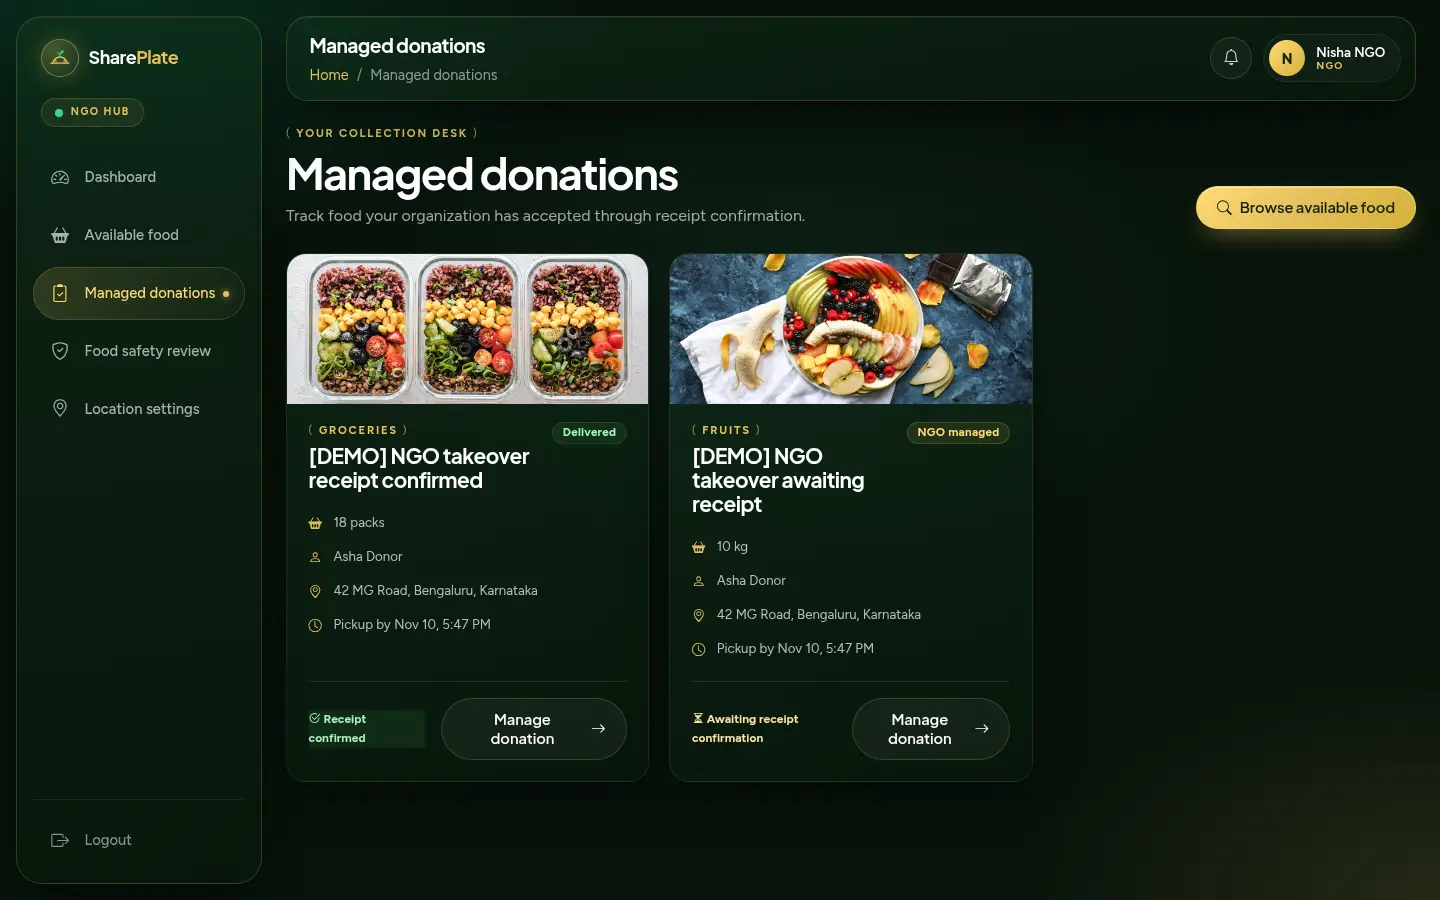 SharePlate
NGO HUB
Dashboard
Available food
Managed donations
Food safety review
Location settings
Logout
Managed donations
Home / Managed donations
N
Nisha NGO
NGO
( YOUR COLLECTION DESK )
Managed donations
Track food your organization has accepted through receipt confirmation.
Browse available food
( GROCERIES )
Delivered
[DEMO] NGO takeover
receipt confirmed
18 packs
Asha Donor
42 MG Road, Bengaluru, Karnataka
Pickup by Nov 10, 5:47 PM
Receipt
confirmed
Manage
donation
( FRUITS )
NGO managed
[DEMO] NGO
takeover awaiting
receipt
10 kg
Asha Donor
42 MG Road, Bengaluru, Karnataka
Pickup by Nov 10, 5:47 PM
Awaiting receipt
confirmation
Manage
donation